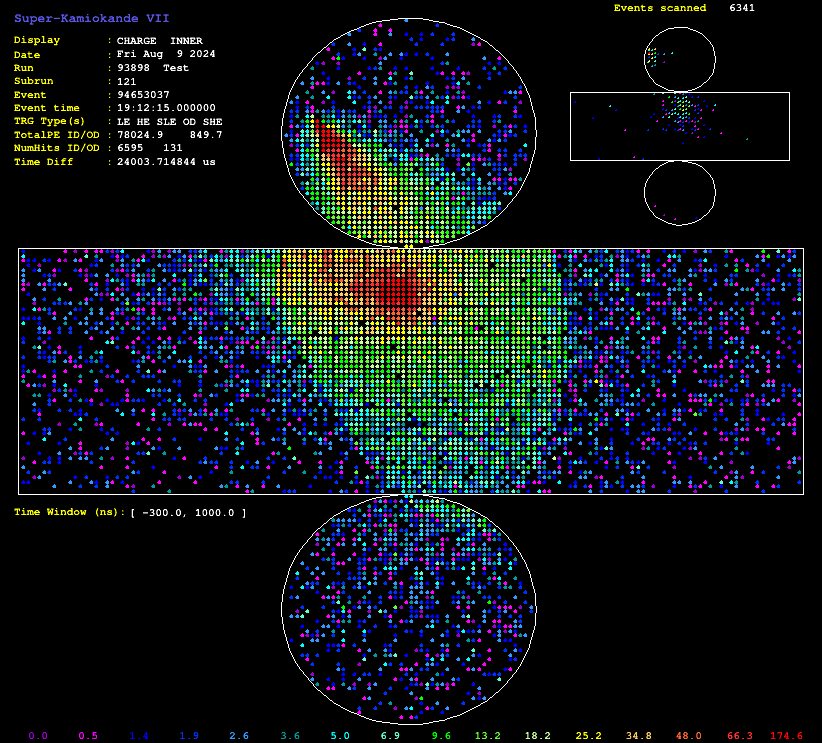 Super-Kamiokande VII
Events scanned 6341
Display : CHARGE INNER
Date : Fri Aug 9 2024
Run : 93898 Test
Subrun : 121
Event : 94653037
Event time : 19:12:15.000000
TRG Type(s) : LE HE SLE OD SHE
TotalPE ID/OD : 78024.9 849.7
NumHits ID/OD : 6595 131
Time Diff : 24003.714844 us
Time Window (ns): [ -300.0, 1000.0 ]
0.0 0.5 1.4 1.9 2.6 3.6 5.0 6.9 9.6 13.2 18.2 25.2 34.8 48.0 66.3 174.6